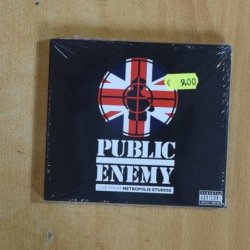 € 9.00
PUBLIC
ENEMY
LIVE FROM METROPOLIS STUDIOS
PARENTAL
ADVISORY
EXPLICIT CONTENT